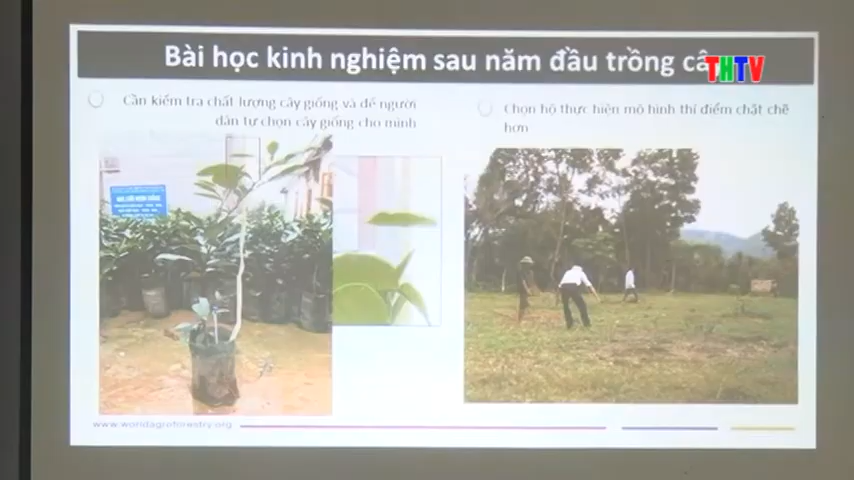 Bài học kinh nghiệm sau năm đầu trồng
THTV
Cần kiểm tra chất lượng cây giống và để người
dân tự chọn cây giống cho mình
Chọn hộ thực hiện mô hình thí điểm chặt chẽ
hơn
www.worldagroforestry.org